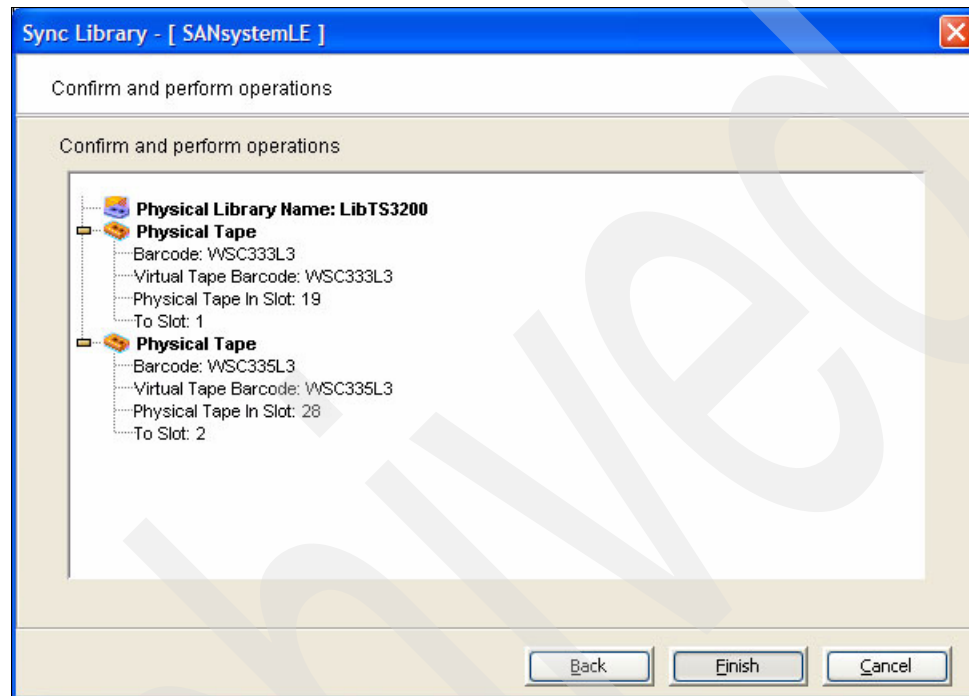 Sync Library - [ SANsystemLE ]
Confirm and perform operations
Confirm and perform operations
Physical Library Name: LibTS3200
Physical Tape
Barcode: WSC333L3
Virtual Tape Barcode: WSC333L3
Physical Tape In Slot: 19
To Slot: 1
Physical Tape
Barcode: WSC335L3
Virtual Tape Barcode: WSC335L3
Physical Tape In Slot: 28
To Slot: 2
Back
Finish
Cancel